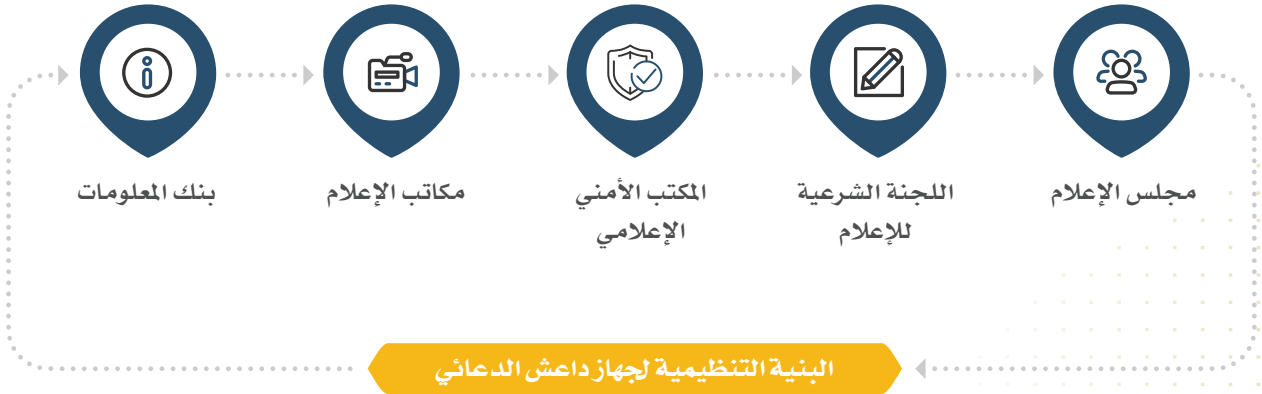 مجلس الإعلام
اللجنة الشرعية
للإعلام
المكتب الأمني
الإعلامي
مكاتب الإعلام
بنك المعلومات
البنية التنظيمية لجهاز داعش الدعائي